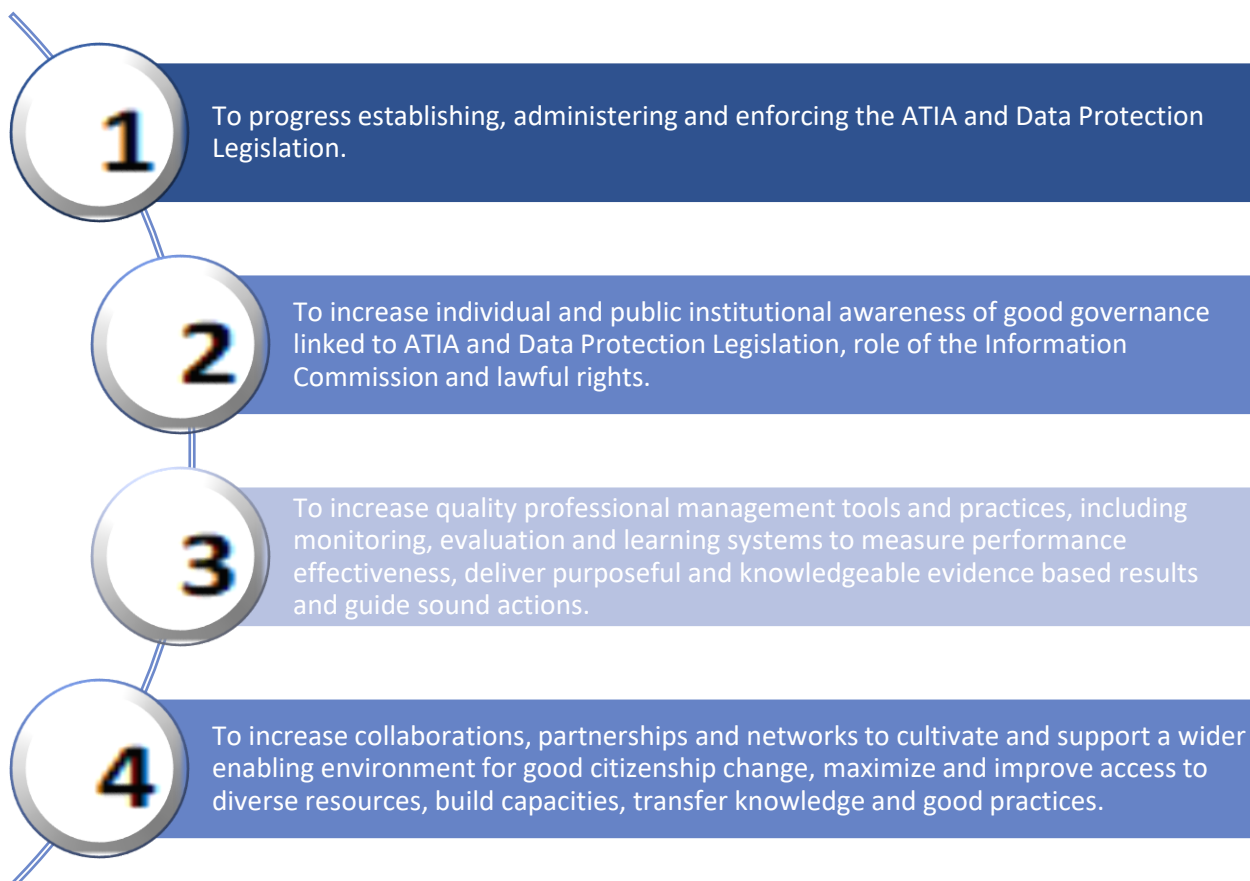 1
To progress establishing, administering and enforcing the ATIA and Data Protection
Legislation.
2
To increase individual and public institutional awareness of good governance
linked to ATIA and Data Protection Legislation, role of the Information
Commission and lawful rights.
3
To increase quality professional management tools and practices, including
monitoring, evaluation and learning systems to measure performance
effectiveness, deliver purposeful and knowledgeable evidence based results
and guide sound actions.
4
To increase collaborations, partnerships and networks to cultivate and support a wider
enabling environment for good citizenship change, maximize and improve access to
diverse resources, build capacities, transfer knowledge and good practices.